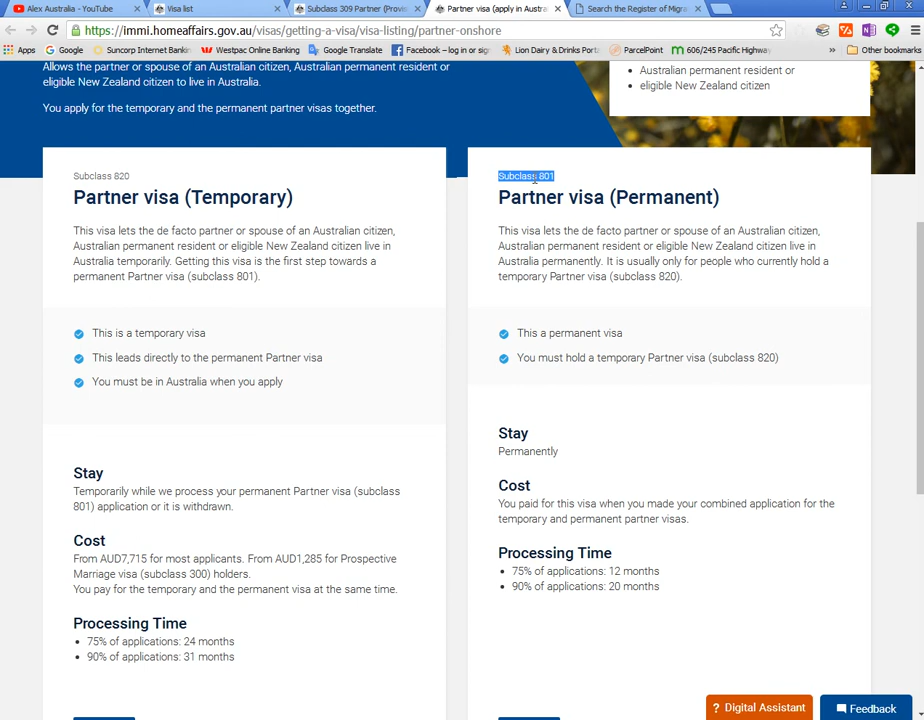 Alex Australia - YouTube
Visa list
Subclass 309 Partner (Provis
Partner visa (apply in Austra
Search the Register of Migra
https://immi.homeaffairs.gov.au/visas/getting-a-visa/visa-listing/partner-onshore
Apps
Google
Suncorp Internet Bank
Westpac Online Banking
Facebook – log in or sign
Lion Dairy & Drinks Porta
Google Translate
ParcelPoint
606/245 Pacific Highway
Other bookmarks
Allows the partner or spouse of an Australian citizen, Australian permanent resident or
eligible New Zealand citizen to live in Australia.
You apply for the temporary and the permanent partner visas together.
Australian permanent resident or
eligible New Zealand citizen
Subclass 820
Partner visa (Temporary)
This visa lets the de facto partner or spouse of an Australian citizen,
Australian permanent resident or eligible New Zealand citizen live in
Australia temporarily. Getting this visa is the first step towards a
permanent Partner visa (subclass 801).
This is a temporary visa
This leads directly to the permanent Partner visa
You must be in Australia when you apply
Stay
Temporarily while we process your permanent Partner visa (subclass
801) application or it is withdrawn.
Cost
From AUD7,715 for most applicants. From AUD1,285 for Prospective
Marriage visa (subclass 300) holders.
You pay for the temporary and the permanent visa at the same time.
Processing Time
75% of applications: 24 months
90% of applications: 31 months
Subclass 801
Partner visa (Permanent)
This visa lets the de facto partner or spouse of an Australian citizen,
Australian permanent resident or eligible New Zealand citizen live in
Australia permanently. It is usually only for people who currently hold a
temporary Partner visa (subclass 820).
This a permanent visa
You must hold a temporary Partner visa (subclass 820)
Stay
Permanently
Cost
You paid for this visa when you made your combined application for the
temporary and permanent partner visas.
Processing Time
75% of applications: 12 months
90% of applications: 20 months
? Digital Assistant
Feedback